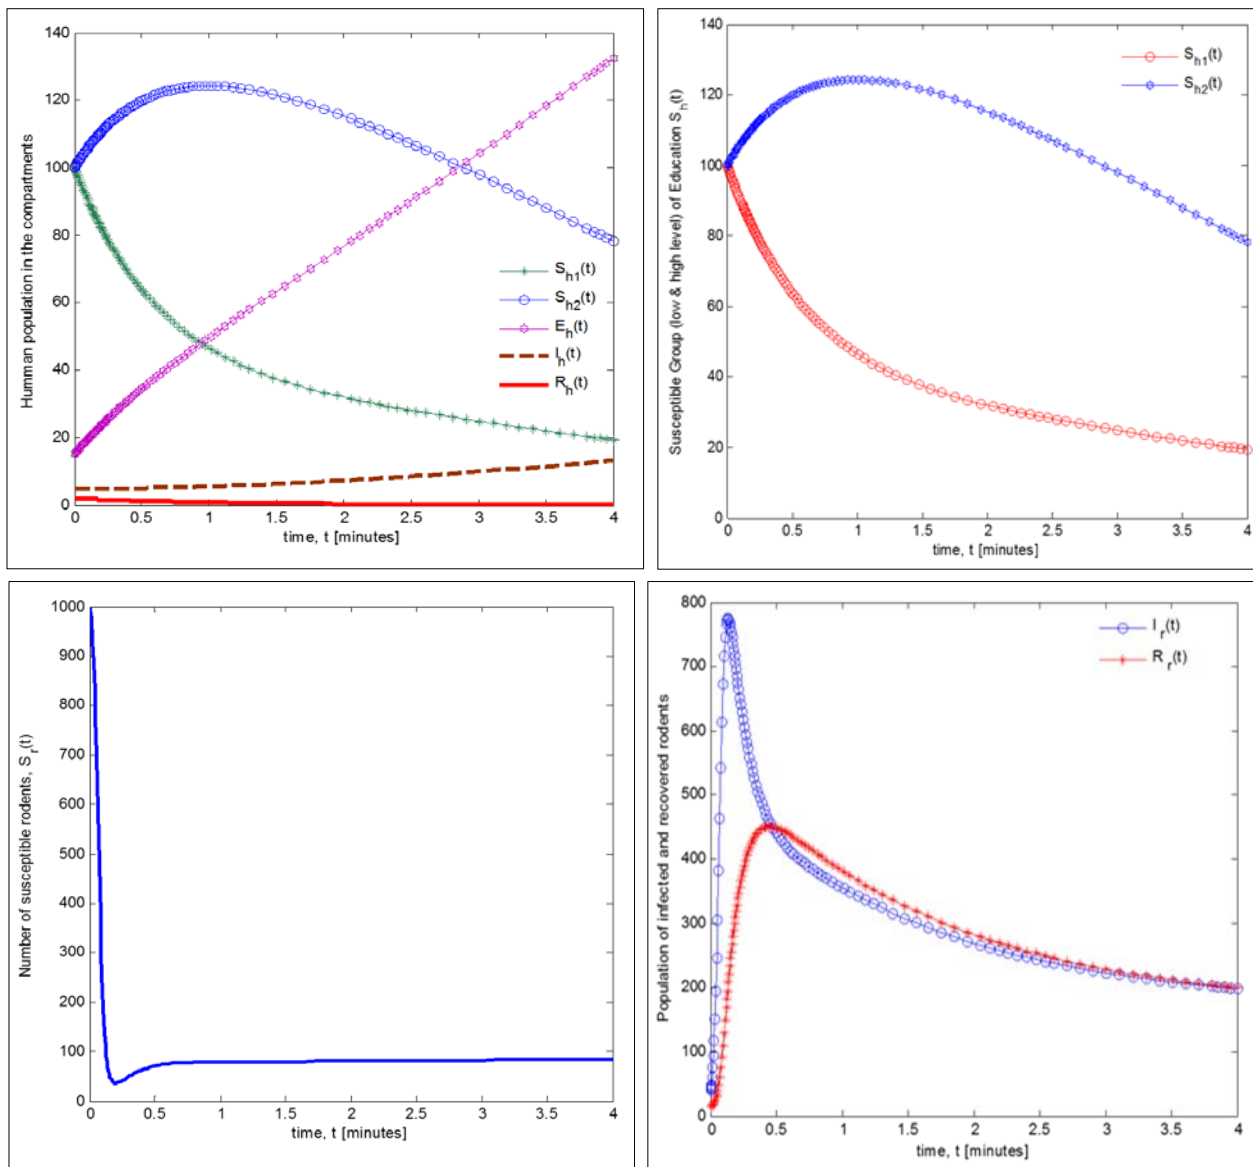 140
120
100
80
60
40
20
0
Humman population in the compartments
S_h1(t)
S_h2(t)
E_h(t)
I_h(t)
R_h(t)
0 0.5 1 1.5 2 2.5 3 3.5 4
time, t [minutes]
140
120
100
80
60
40
20
0
Susceptible Group (low & high level) of Education S_h(t)
S_h1(t)
S_h2(t)
0 0.5 1 1.5 2 2.5 3 3.5 4
time, t [minutes]
1000
900
800
700
600
500
400
300
200
100
0
Number of susceptible rodents, S_r(t)
0 0.5 1 1.5 2 2.5 3 3.5 4
time, t [minutes]
800
700
600
500
400
300
200
100
0
Population of infected and recovered rodents
I_r(t)
R_r(t)
0 0.5 1 1.5 2 2.5 3 3.5 4
time, t [minutes]